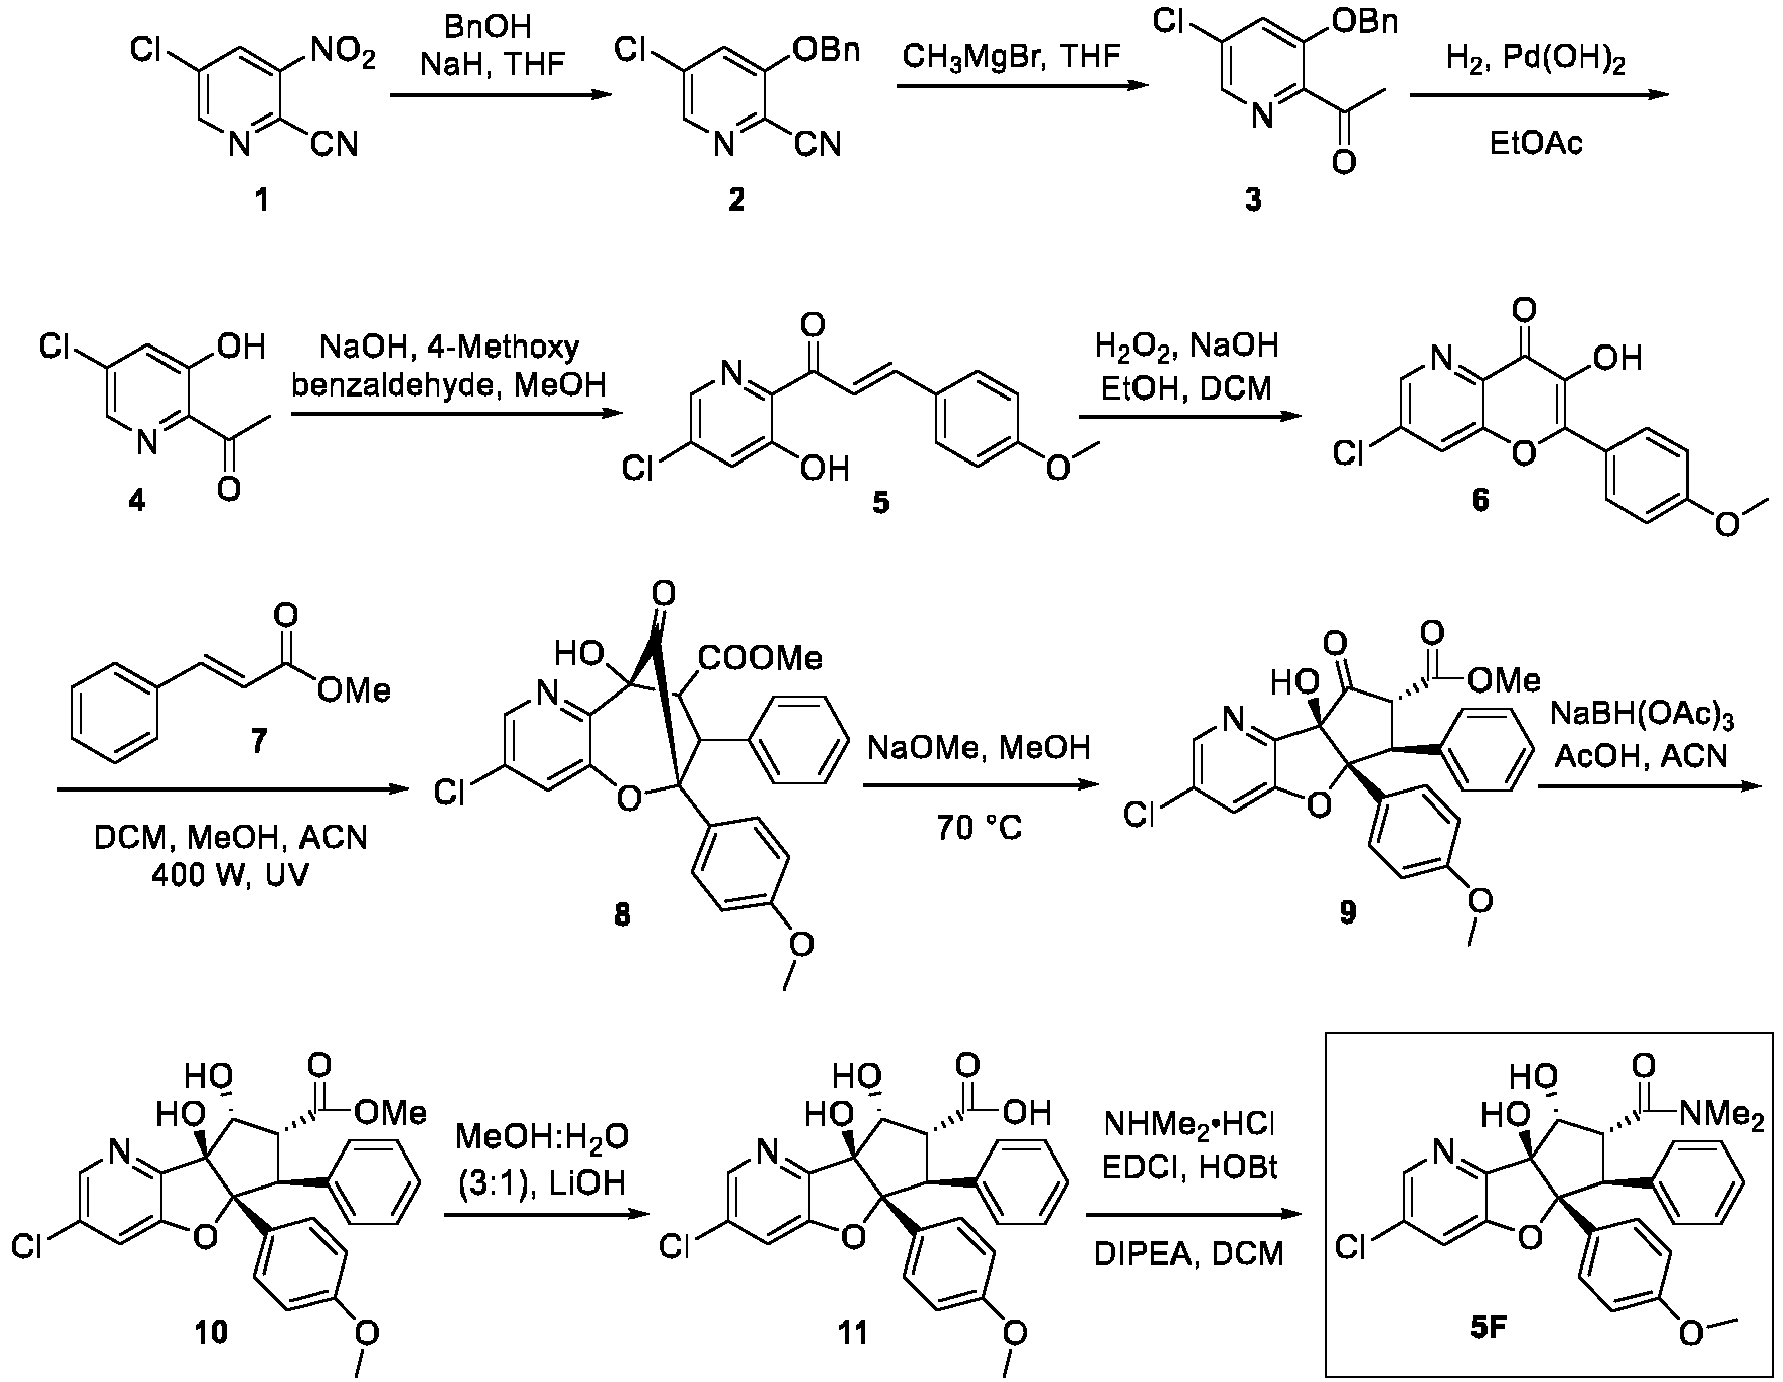 Cl
NO2
N
CN
1
BnOH
NaH, THF
Cl
OBn
N
CN
2
CH3MgBr, THF
Cl
OBn
N
O
3
H2, Pd(OH)2
EtOAc
Cl
OH
N
O
4
NaOH, 4-Methoxy
benzaldehyde, MeOH
O
N
Cl
OH
O
5
H2O2, NaOH
EtOH, DCM
O
N
OH
Cl
O
O
6
O
OMe
7
DCM, MeOH, ACN
400 W, UV
O
HO
COOMe
N
Cl
O
O
8
NaOMe, MeOH
70 °C
O
O
HO
OMe
N
Cl
O
O
9
NaBH(OAc)3
AcOH, ACN
HO
O
HO
OMe
N
Cl
O
O
10
MeOH:H2O
(3:1), LiOH
HO
O
HO
OH
N
Cl
O
O
11
NHMe2•HCl
EDCI, HOBt
DIPEA, DCM
HO
O
HO
NMe2
N
Cl
O
O
5F